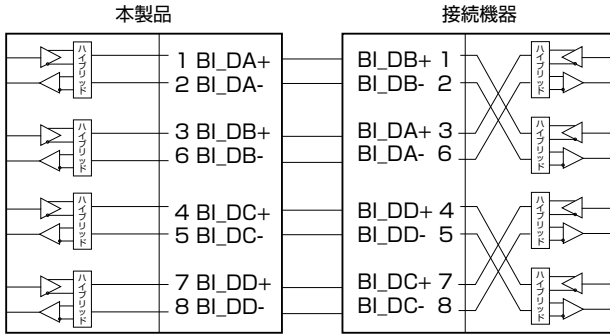 本製品
接続機器
ハイブリッド
1 BI_DA+
2 BI_DA-
BI_DB+ 1
BI_DB- 2
ハイブリッド
ハイブリッド
3 BI_DB+
6 BI_DB-
BI_DA+ 3
BI_DA- 6
ハイブリッド
ハイブリッド
4 BI_DC+
5 BI_DC-
BI_DD+ 4
BI_DD- 5
ハイブリッド
ハイブリッド
7 BI_DD+
8 BI_DD-
BI_DC+ 7
BI_DC- 8
ハイブリッド